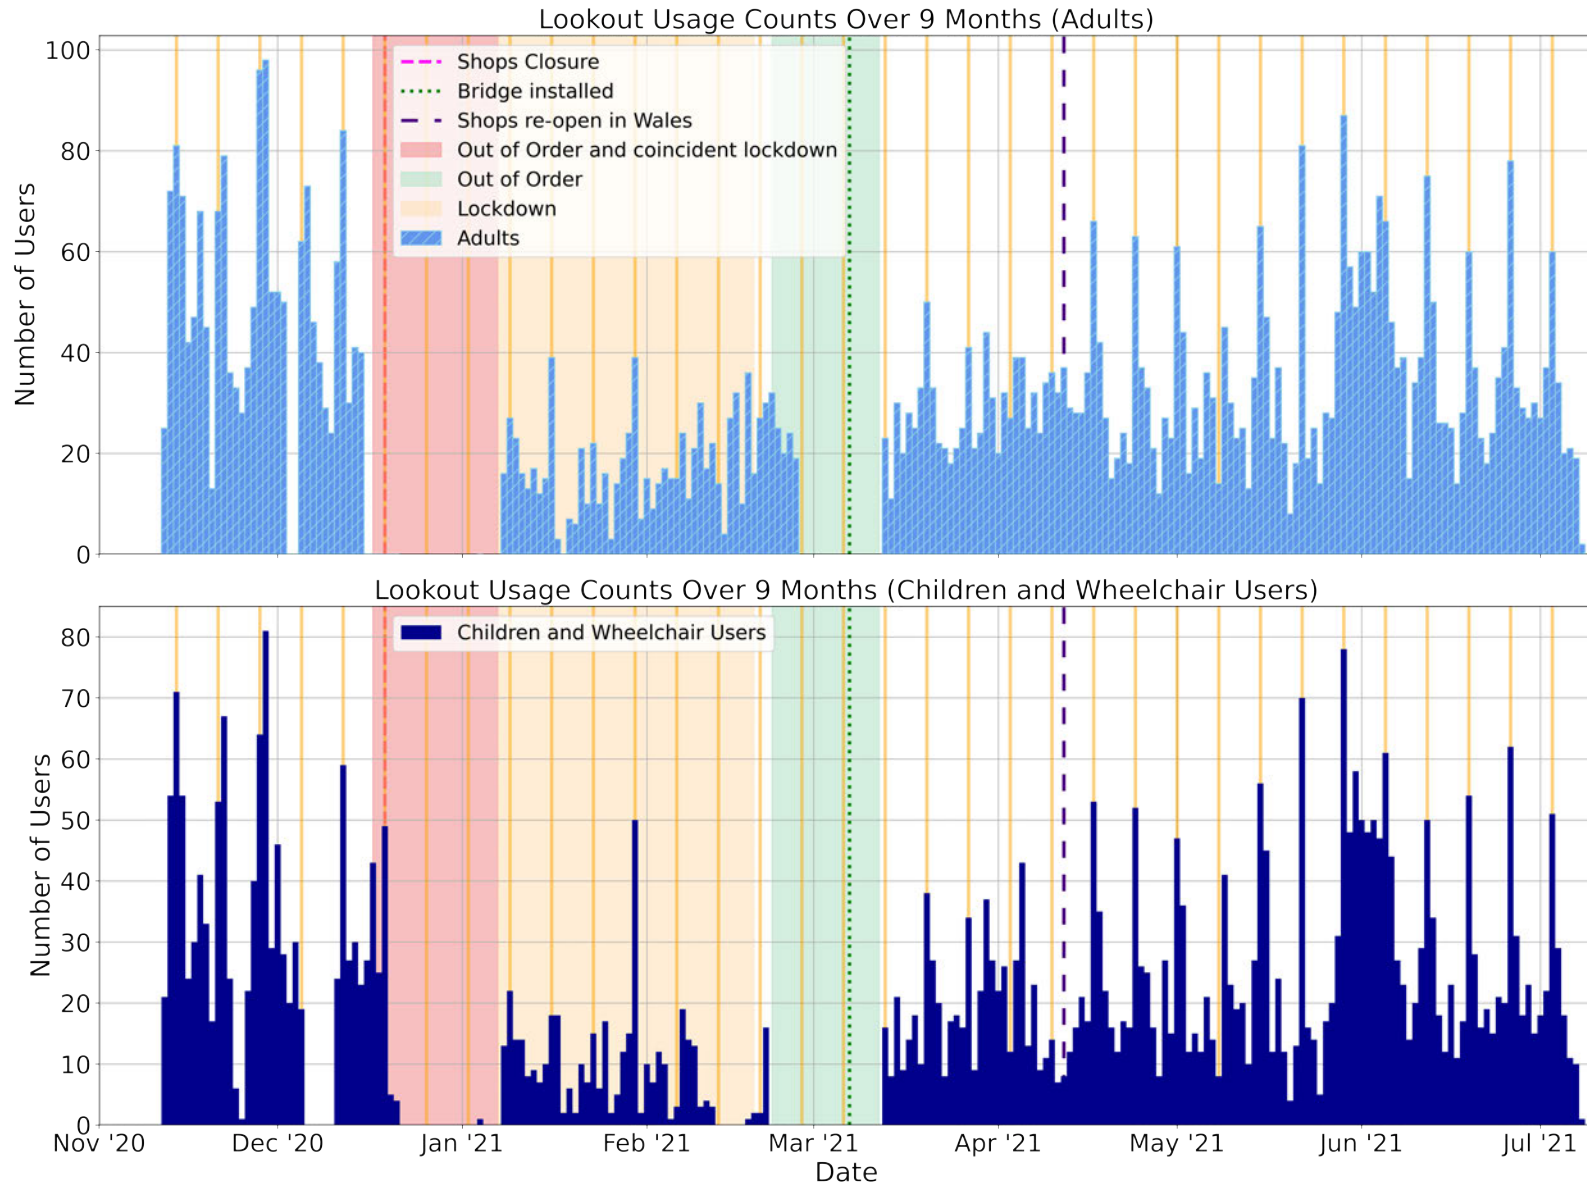 Lookout Usage Counts Over 9 Months (Adults)
100
80
60
40
20
0
Number of Users
Shops Closure
Bridge installed
Shops re-open in Wales
Out of Order and coincident lockdown
Out of Order
Lockdown
Adults
Lookout Usage Counts Over 9 Months (Children and Wheelchair Users)
80
70
60
50
40
30
20
10
0
Number of Users
Children and Wheelchair Users
Nov '20 Dec '20 Jan '21 Feb '21 Mar '21 Apr '21 May '21 Jun '21 Jul '21
Date